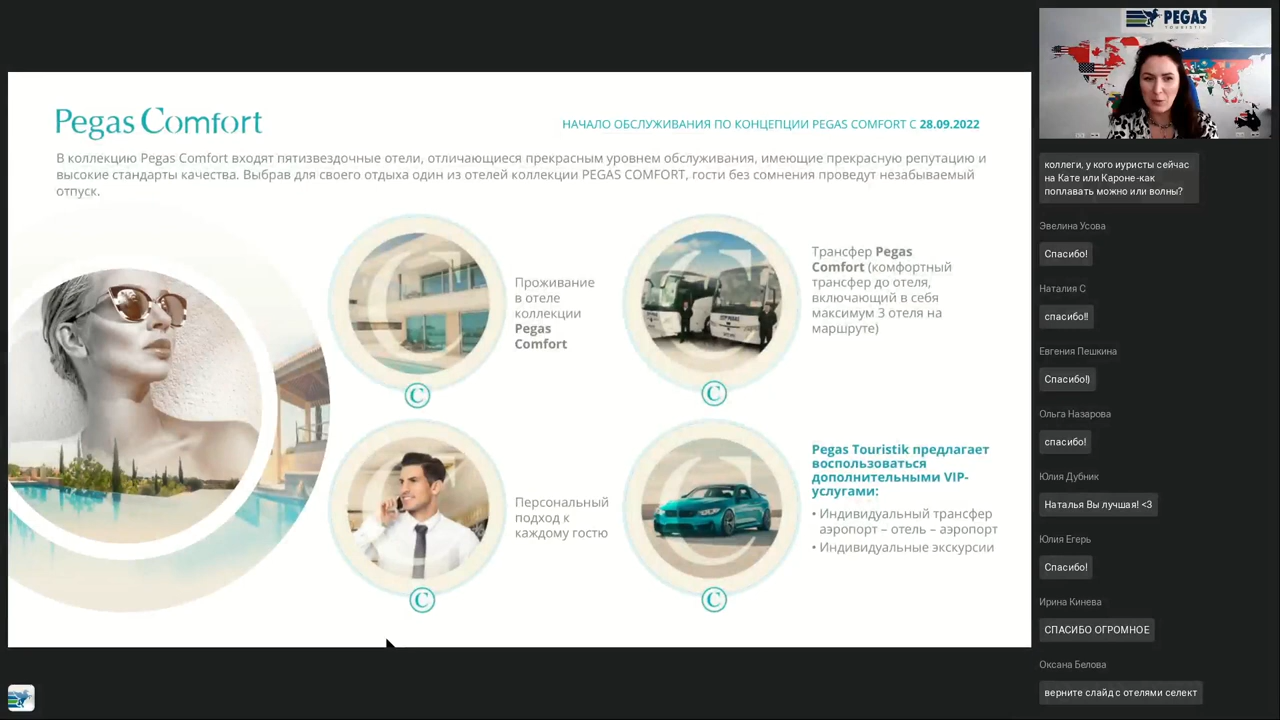 Pegas Comfort
НАЧАЛО ОБСЛУЖИВАНИЯ ПО КОНЦЕПЦИИ PEGAS COMFORT С 28.09.2022
В коллекцию Pegas Comfort входят пятизвездочные отели, отличающиеся прекрасным уровнем обслуживания, имеющие прекрасную репутацию и
высокие стандарты качества. Выбрав для своего отдыха один из отелей коллекции PEGAS COMFORT, гости без сомнения проведут незабываемый
отпуск.
Проживание
в отеле
коллекции
Pegas
Comfort
C
Трансфер Pegas
Comfort (комфортный
трансфер до отеля,
включающий в себя
максимум 3 отеля на
маршруте)
C
Персональный
подход к
каждому гостю
C
Pegas Touristik предлагает
воспользоваться
дополнительными VIP-
услугами:
• Индивидуальный трансфер
аэропорт – отель – аэропорт
• Индивидуальные экскурсии
C
PEGAS
TOURISTIK
коллеги, у кого иуристы сейчас
на Кате или Кароне-как
поплавать можно или волны?
Эвелина Усова
Спасибо!
Наталия С
спасибо!!
Евгения Пешкина
Спасибо!)
Ольга Назарова
спасибо!
Юлия Дубник
Наталья Вы лучшая! <3
Юлия Егерь
Спасибо!
Ирина Кинева
СПАСИБО ОГРОМНОЕ
Оксана Белова
верните слайд с отелями селект